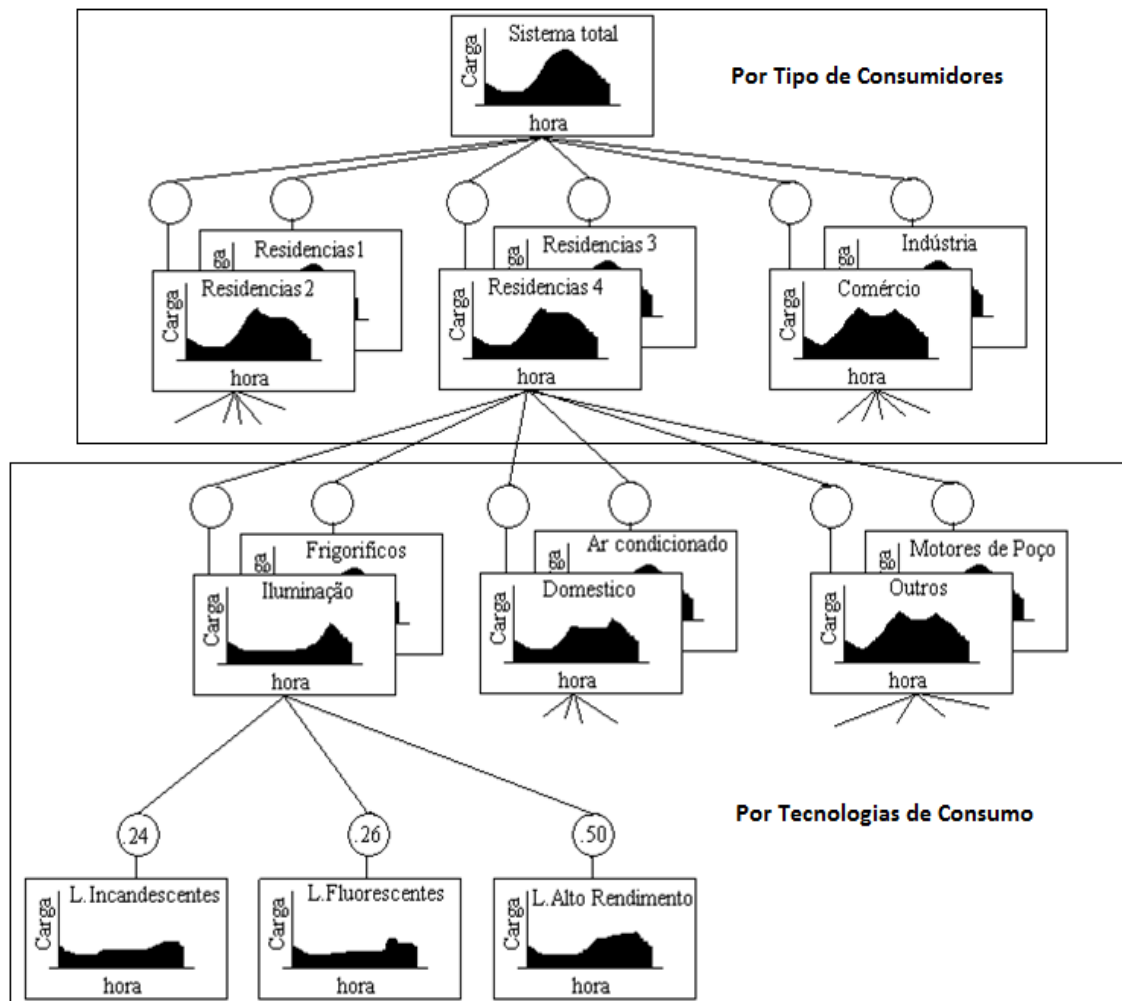 Sistema total
Carga
hora
Por Tipo de Consumidores
Residencias 1
Residencias 2
Carga
hora
Residencias 3
Residencias 4
Carga
hora
Indústria
Comércio
Carga
hora
Frigorificos
Iluminação
Carga
hora
Ar condicionado
Domestico
Carga
hora
Motores de Poço
Outros
Carga
hora
Por Tecnologias de Consumo
.24
.26
.50
L.Incandescentes
Carga
hora
L.Fluorescentes
Carga
hora
L.Alto Rendimento
Carga
hora